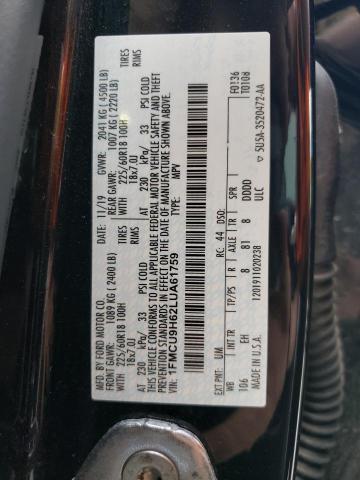 MFD. BY FORD MOTOR CO.
DATE: 11/19 GVWR: 2041 KG ( 4500 LB)
FRONT GAWR: 1089 KG ( 2400 LB) REAR GAWR: 1007 KG ( 2220 LB)
WITH 225/60R18 100H TIRES WITH 225/60R18 100H TIRES
18x7.0J RIMS 18x7.0J RIMS
AT 230 kPa/ 33 PSI COLD AT 230 kPa/ 33 PSI COLD
THIS VEHICLE CONFORMS TO ALL APPLICABLE FEDERAL MOTOR VEHICLE SAFETY AND THEFT
PREVENTION STANDARDS IN EFFECT ON THE DATE OF MANUFACTURE SHOWN ABOVE.
VIN: 1FMCU9H62LUA61759
TYPE: MPV
F0136
T0108
EXT PNT: UM RC: 44 DSO:
WB INT TR TP/PS R AXLE TR SPR
106 EH 8 81 8 DDDD
ULC
MADE IN U.S.A. 1201911020238
5U5A-3520472-AA